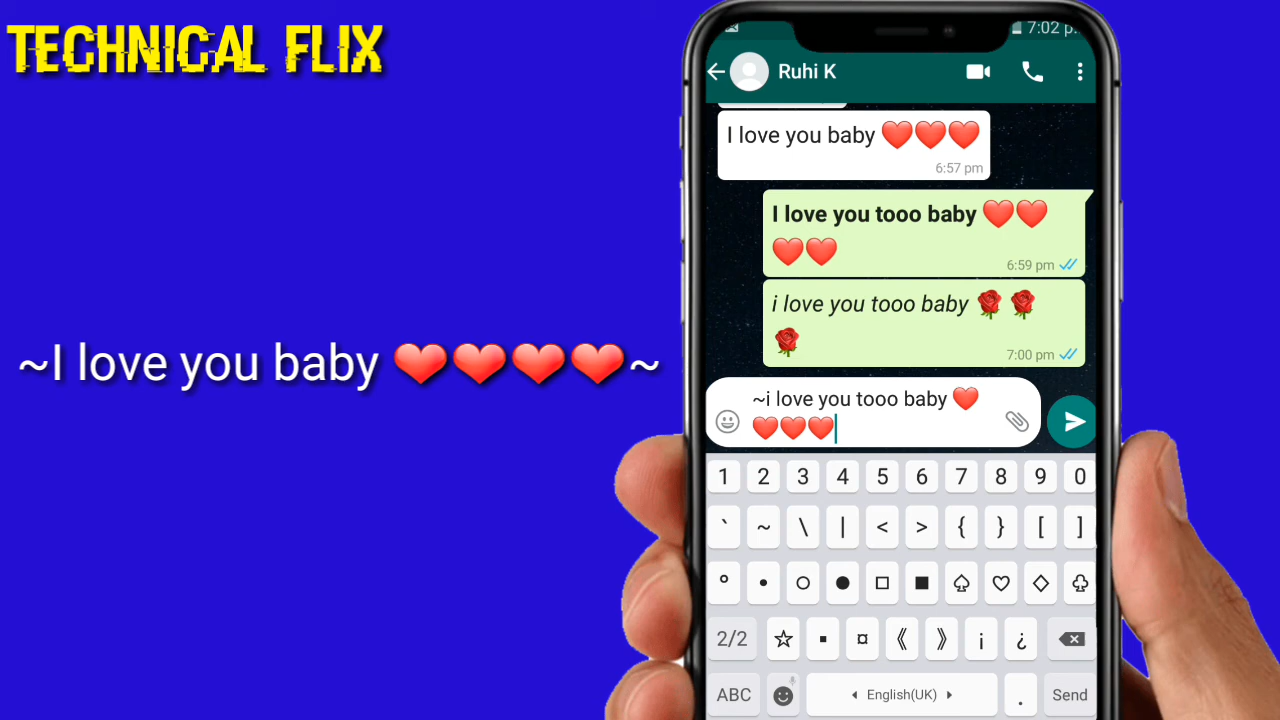 TECHNICAL FLIX
~I love you baby ❤️❤️❤️❤️~
7:02 p.
Ruhi K
I love you baby ❤️❤️❤️
6:57 pm
I love you tooo baby ❤️❤️
❤️❤️
6:59 pm
i love you tooo baby 🌹🌹
🌹
7:00 pm
~i love you tooo baby ❤️
❤️❤️❤️
1 2 3 4 5 6 7 8 9 0
` ~ \ | < > { } [ ]
° • ○ ● □ ■ ♤ ♡ ◇ ♧
2/2 ☆ ▪ ¤ 《 》 ¡ ¿
ABC English(UK) . Send